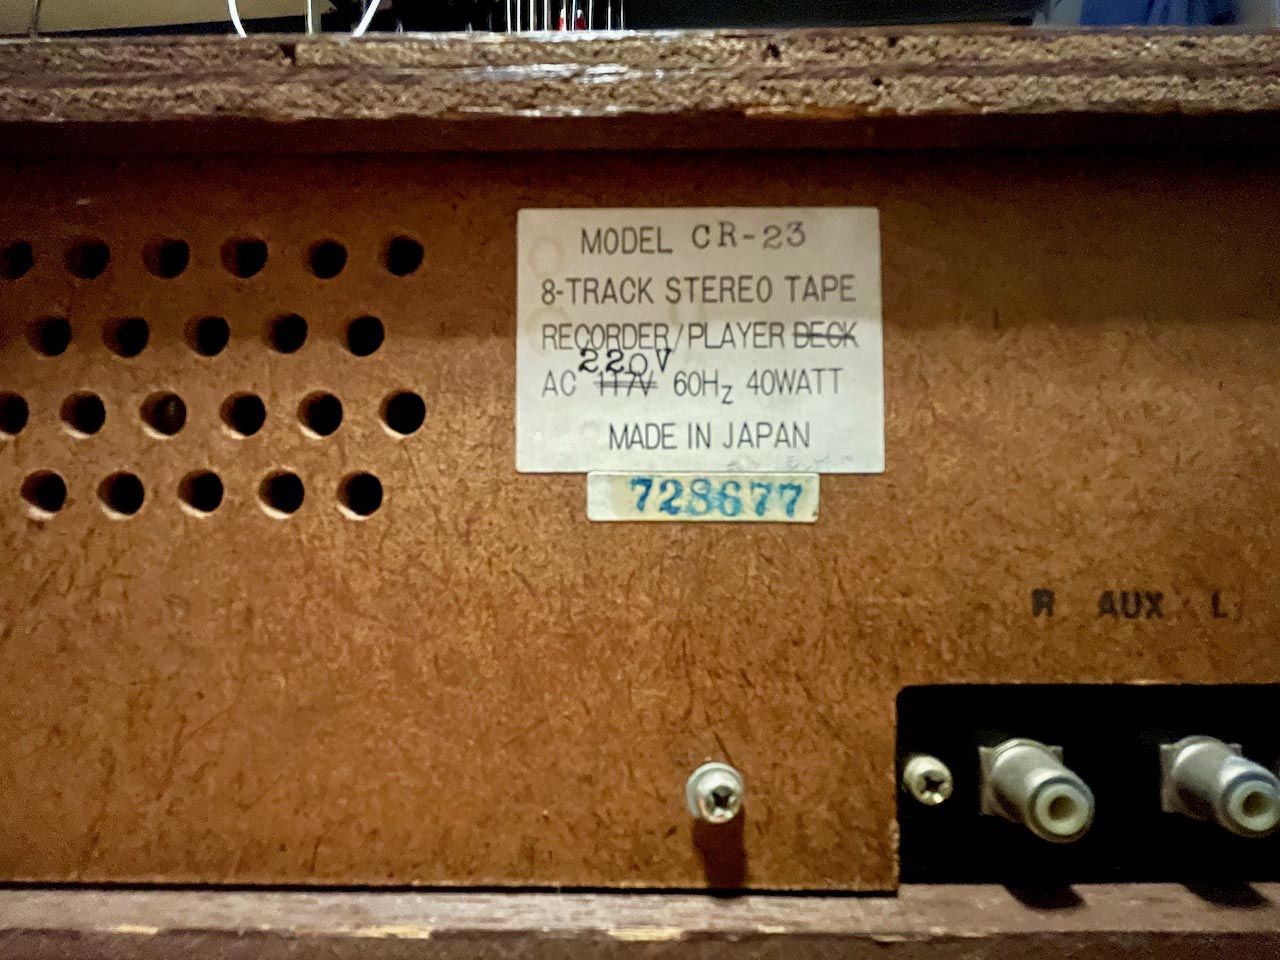 MODEL CR-23
8-TRACK STEREO TAPE
RECORDER/PLAYER DECK
220V
AC 117V 60Hz 40WATT
MADE IN JAPAN
728677
R AUX L